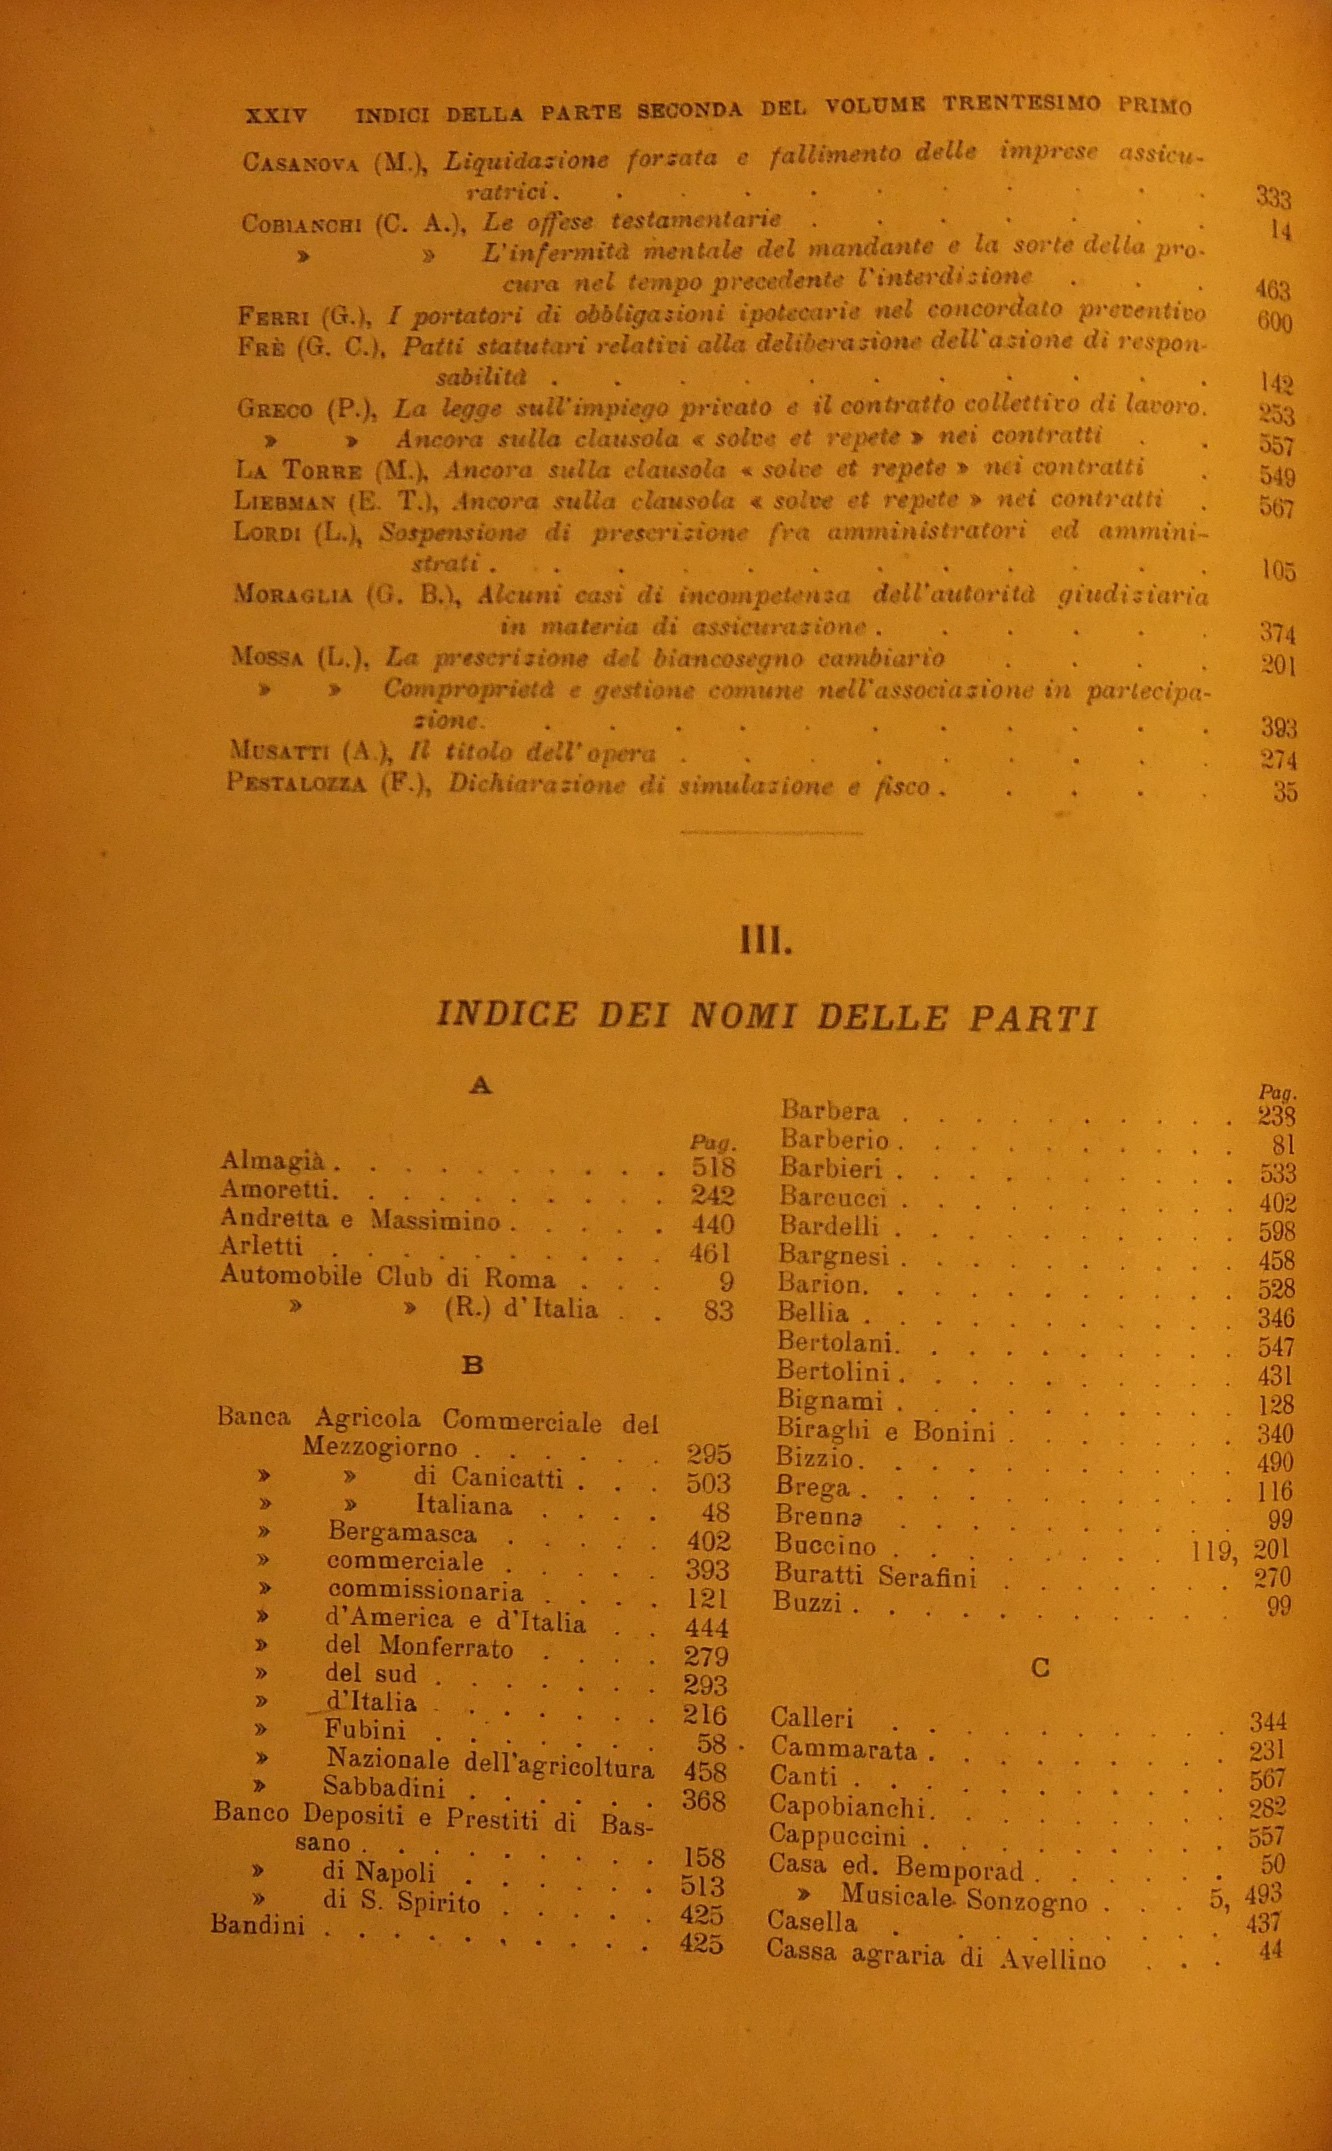 XXIV INDICI DELLA PARTE SECONDA DEL VOLUME TRENTESIMO PRIMO
CASANOVA (M.), Liquidazione forzata e fallimento delle imprese assicu-
ratrici . . . . . . . . . . . 333
COBIANCHI (C. A.), Le offese testamentarie . . . . . . . 14
» » L'infermità mentale del mandante e la sorte della pro-
cura nel tempo precedente l'interdizione . . . 463
FERRI (G.), I portatori di obbligazioni ipotecarie nel concordato preventivo 600
FRÈ (G. C.), Patti statutari relativi alla deliberazione dell'azione di respon-
sabilità . . . . . . . . . . . 142
GRECO (P.), La legge sull'impiego privato e il contratto collettivo di lavoro. 253
» » Ancora sulla clausola « solve et repete » nei contratti . . 557
LA TORRE (M.), Ancora sulla clausola « solve et repete » nei contratti . 549
LIEBMAN (E. T.), Ancora sulla clausola « solve et repete » nei contratti . 567
LORDI (L.), Sospensione di prescrizione fra amministratori ed ammini-
strati . . . . . . . . . . . . 105
MORAGLIA (G. B.), Alcuni casi di incompetenza dell'autorità giudiziaria
in materia di assicurazione . . . . . . 374
MOSSA (L.), La prescrizione del biancosegno cambiario . . . . 201
» » Comproprietà e gestione comune nell'associazione in partecipa-
zione. . . . . . . . . . . . 393
MUSATTI (A.), Il titolo dell'opera . . . . . . . . . 274
PESTALOZZA (F.), Dichiarazione di simulazione e fisco . . . . . 35
III.
INDICE DEI NOMI DELLE PARTI
A
Pag.
Almagià . . . . . . . . . . 518
Amoretti. . . . . . . . . . 242
Andretta e Massimino . . . . . 440
Arletti . . . . . . . . . . 461
Automobile Club di Roma . . . 9
» » (R.) d'Italia . . 83
B
Banca Agricola Commerciale del
Mezzogiorno . . . . . . 295
» » di Canicatti . . . 503
» » Italiana . . . . 48
» Bergamasca . . . . . 402
» commerciale . . . . . 393
» commissionaria . . . . 121
» d'America e d'Italia . . 444
» del Monferrato . . . . 279
» del sud . . . . . . . 293
» d'Italia . . . . . . . 216
» Fubini . . . . . . . 58
» Nazionale dell'agricoltura 458
» Sabbadini . . . . . . 368
Banco Depositi e Prestiti di Bas-
sano . . . . . . . . . 158
» di Napoli . . . . . . 513
» di S. Spirito . . . . . 425
Bandini . . . . . . . . . . 425
Pag.
Barbera . . . . . . . . . . 238
Barberio . . . . . . . . . . 81
Barbieri . . . . . . . . . . 533
Barcucci . . . . . . . . . . 402
Bardelli . . . . . . . . . . 598
Bargnesi . . . . . . . . . . 458
Barion. . . . . . . . . . . 528
Bellia . . . . . . . . . . . 346
Bertolani. . . . . . . . . . 547
Bertolini . . . . . . . . . . 431
Bignami . . . . . . . . . . 128
Biraghi e Bonini . . . . . . . 340
Bizzio. . . . . . . . . . . 490
Brega . . . . . . . . . . . 116
Brenna . . . . . . . . . . 99
Buccino . . . . . . . . 119, 201
Buratti Serafini . . . . . . . 270
Buzzi . . . . . . . . . . . 99
C
Calleri . . . . . . . . . . 344
Cammarata . . . . . . . . . 231
Canti . . . . . . . . . . . 567
Capobianchi. . . . . . . . . 282
Cappuccini . . . . . . . . . 557
Casa ed. Bemporad . . . . . . 50
» Musicale Sonzogno . . . 5, 493
Casella . . . . . . . . . . 437
Cassa agraria di Avellino . . . 44